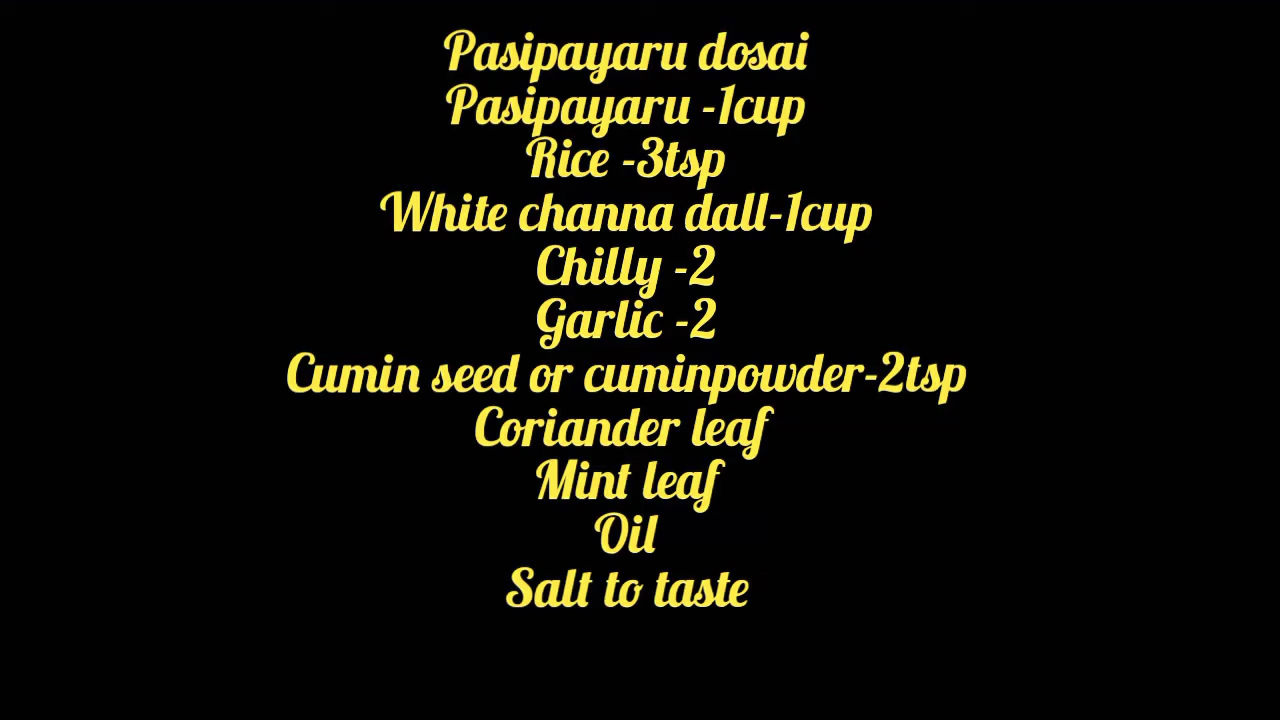 Pasipayaru dosai
Pasipayaru -1cup
Rice -3tsp
White channa dall-1cup
Chilly -2
Garlic -2
Cumin seed or cuminpowder-2tsp
Coriander leaf
Mint leaf
Oil
Salt to taste